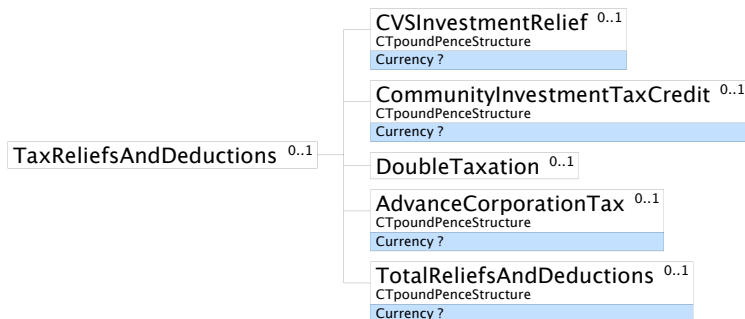 CVSInvestmentRelief 0..1
CTpoundPenceStructure
Currency ?
CommunityInvestmentTaxCredit 0..1
CTpoundPenceStructure
Currency ?
TaxReliefsAndDeductions 0..1
DoubleTaxation 0..1
AdvanceCorporationTax 0..1
CTpoundPenceStructure
Currency ?
TotalReliefsAndDeductions 0..1
CTpoundPenceStructure
Currency ?